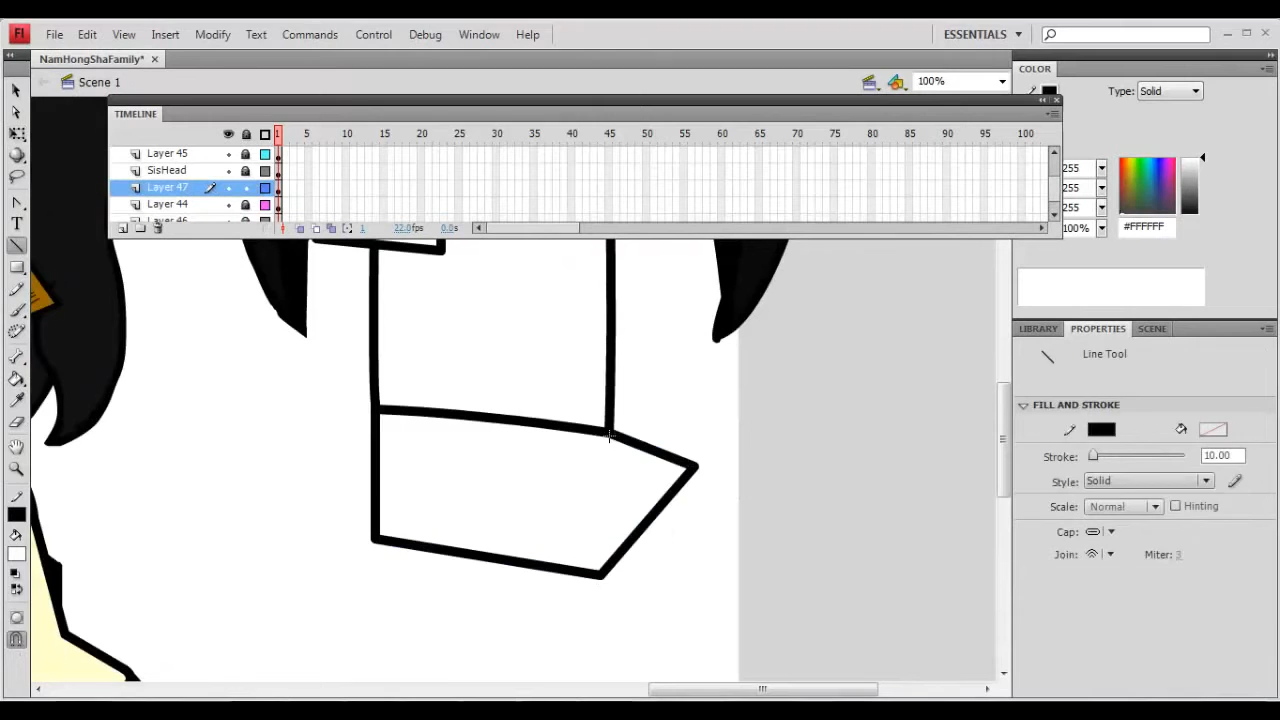 Fl File Edit View Insert Modify Text Commands Control Debug Window Help ESSENTIALS
NamHongShaFamily*
Scene 1 100%
TIMELINE
1 5 10 15 20 25 30 35 40 45 50 55 60 65 70 75 80 85 90 95 100
Layer 45
SisHead
Layer 47
Layer 44
Layer 46
1 22.0fps 0.0s
COLOR
Type: Solid
255
255
255
100% #FFFFFF
LIBRARY PROPERTIES SCENE
Line Tool
FILL AND STROKE
Stroke: 10.00
Style: Solid
Scale: Normal Hinting
Cap:
Join: Miter: 3